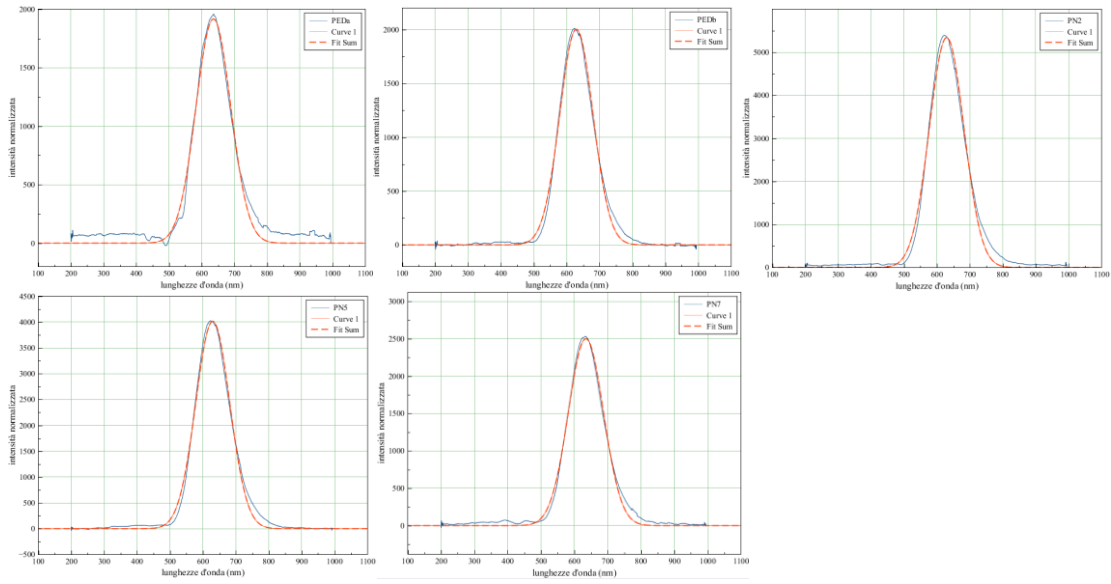 2000
1500
1000
500
0
intensità normalizzata
PEDa
Curve 1
Fit Sum
100 200 300 400 500 600 700 800 900 1000 1100
lunghezze d'onda (nm)
2000
1500
1000
500
0
intensità normalizzata
PEDb
Curve 1
Fit Sum
100 200 300 400 500 600 700 800 900 1000 1100
lunghezze d'onda (nm)
5000
4000
3000
2000
1000
0
intensità normalizzata
PN2
Curve 1
Fit Sum
100 200 300 400 500 600 700 800 900 1000 1100
lunghezze d'onda (nm)
4500
4000
3500
3000
2500
2000
1500
1000
500
0
−500
intensità normalizzata
PN5
Curve 1
Fit Sum
100 200 300 400 500 600 700 800 900 1000 1100
lunghezze d'onda (nm)
3000
2500
2000
1500
1000
500
0
intensità normalizzata
PN7
Curve 1
Fit Sum
100 200 300 400 500 600 700 800 900 1000 1100
lunghezze d'onda (nm)